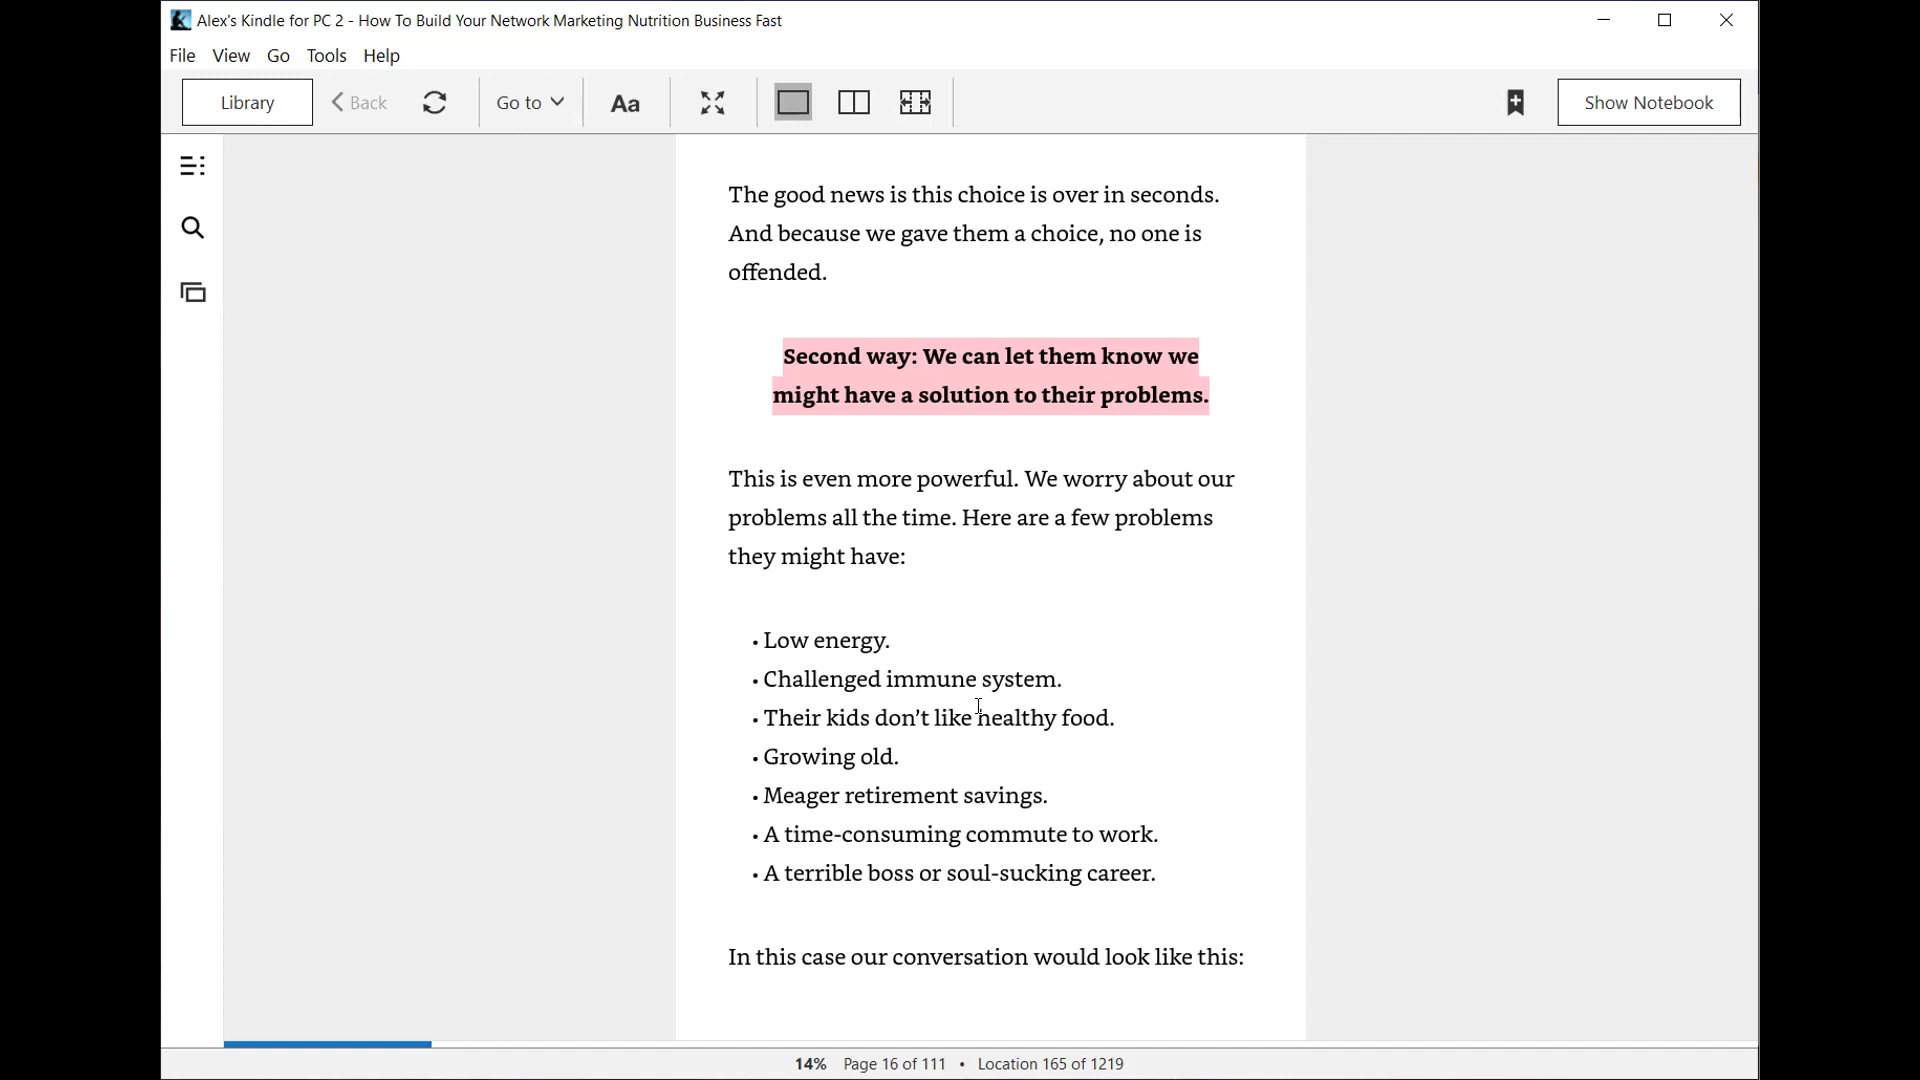 Alex's Kindle for PC 2 - How To Build Your Network Marketing Nutrition Business Fast
File View Go Tools Help
Library Back Go to Aa Show Notebook
The good news is this choice is over in seconds.
And because we gave them a choice, no one is
offended.
Second way: We can let them know we
might have a solution to their problems.
This is even more powerful. We worry about our
problems all the time. Here are a few problems
they might have:
• Low energy.
• Challenged immune system.
• Their kids don’t like healthy food.
• Growing old.
• Meager retirement savings.
• A time-consuming commute to work.
• A terrible boss or soul-sucking career.
In this case our conversation would look like this:
14% Page 16 of 111 • Location 165 of 1219